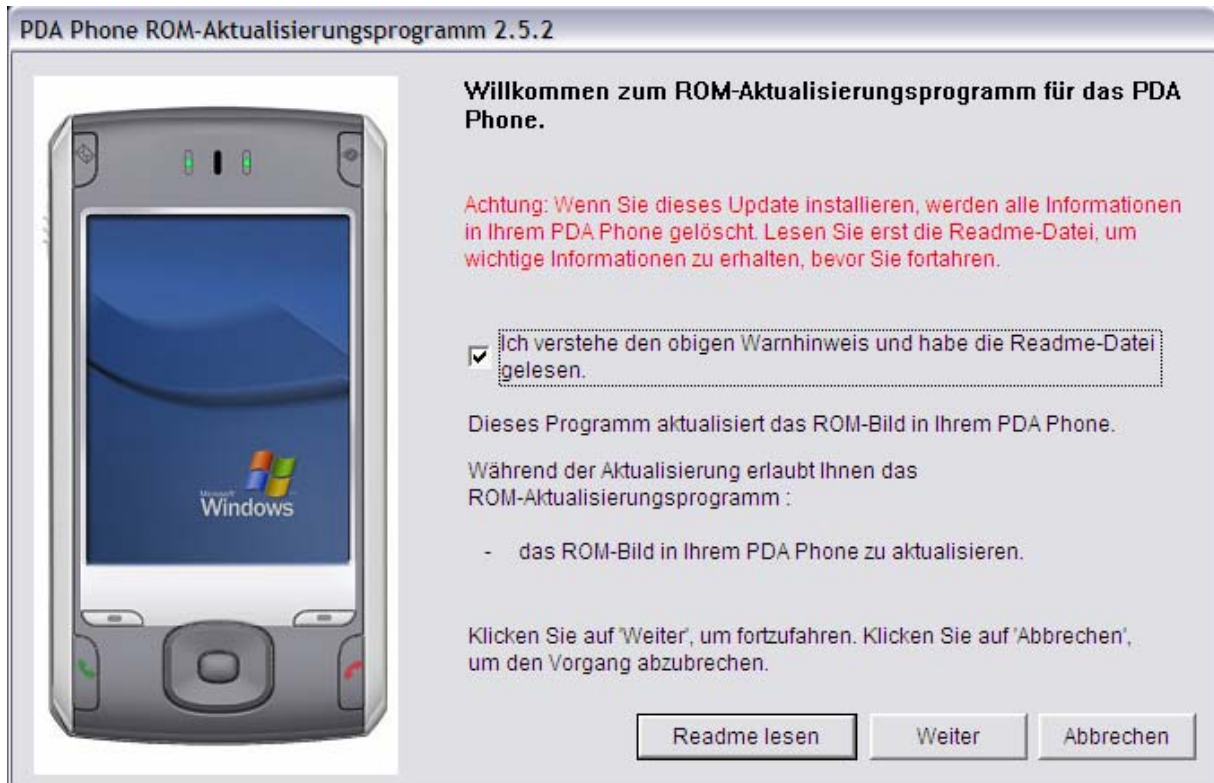 PDA Phone ROM-Aktualisierungsprogramm 2.5.2
Willkommen zum ROM-Aktualisierungsprogramm für das PDA
Phone.
Achtung: Wenn Sie dieses Update installieren, werden alle Informationen
in Ihrem PDA Phone gelöscht. Lesen Sie erst die Readme-Datei, um
wichtige Informationen zu erhalten, bevor Sie fortahren.
Ich verstehe den obigen Warnhinweis und habe die Readme-Datei
gelesen.
Dieses Programm aktualisiert das ROM-Bild in Ihrem PDA Phone.
Während der Aktualisierung erlaubt Ihnen das
ROM-Aktualisierungsprogramm :
- das ROM-Bild in Ihrem PDA Phone zu aktualisieren.
Klicken Sie auf 'Weiter', um fortzufahren. Klicken Sie auf 'Abbrechen',
um den Vorgang abzubrechen.
Readme lesen
Weiter
Abbrechen
Microsoft
Windows